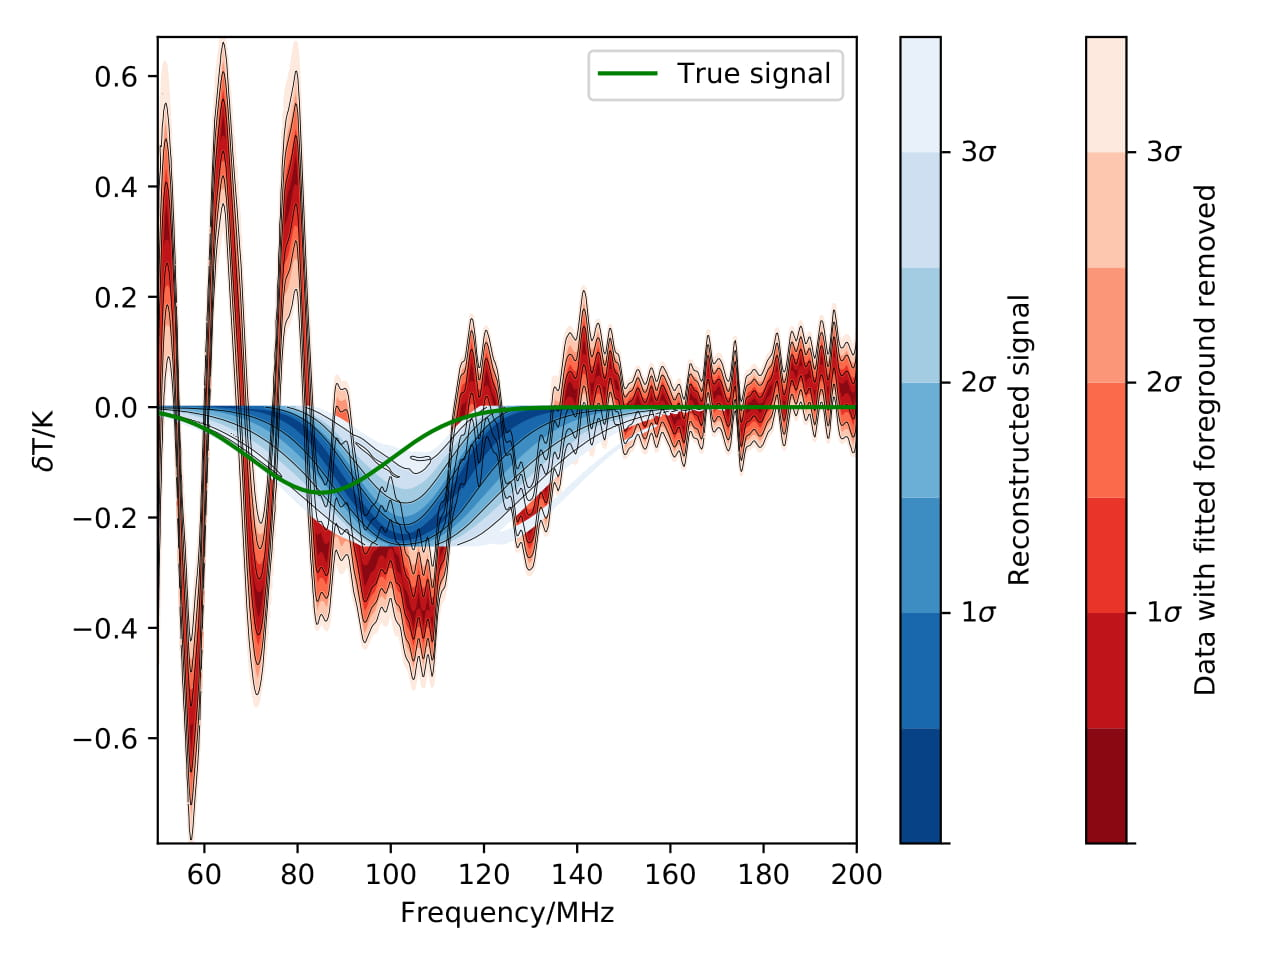 True signal
0.6
0.4
0.2
0.0
−0.2
−0.4
−0.6
δT/K
60 80 100 120 140 160 180 200
Frequency/MHz
3σ
2σ
1σ
Reconstructed signal
3σ
2σ
1σ
Data with fitted foreground removed